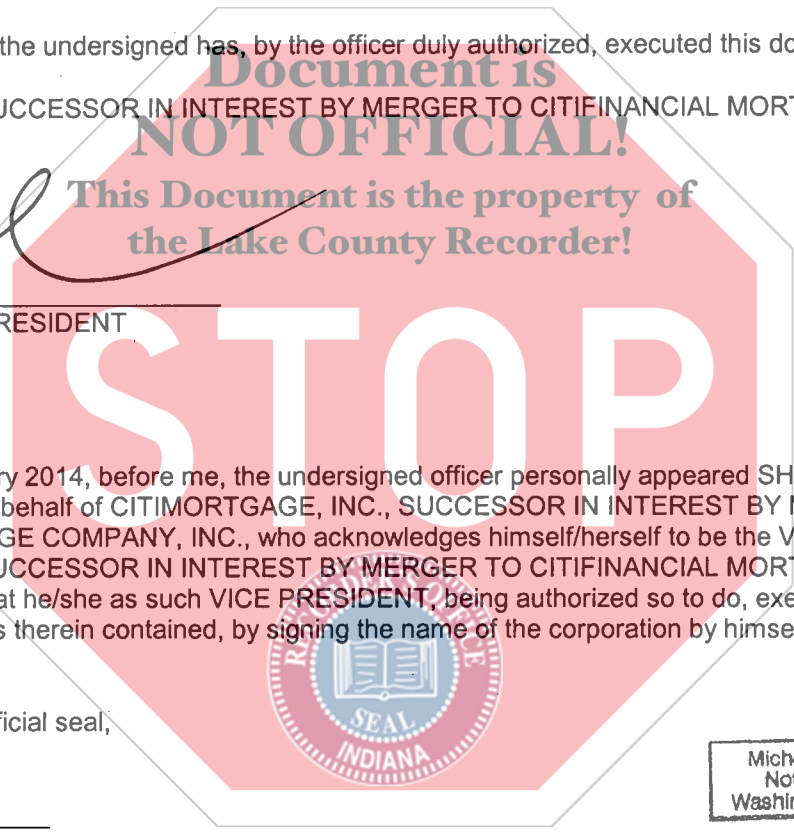 the undersigned has, by the officer duly authorized, executed this do
Document is
UCCESSOR IN INTEREST BY MERGER TO CITIFINANCIAL MORT
NOT OFFICIAL!
This Document is the property of
the Lake County Recorder!
RESIDENT
STOP
ry 2014, before me, the undersigned officer personally appeared SH
behalf of CITIMORTGAGE, INC., SUCCESSOR IN INTEREST BY M
GE COMPANY, INC., who acknowledges himself/herself to be the V
UCCESSOR IN INTEREST BY MERGER TO CITIFINANCIAL MORT
at he/she as such VICE PRESIDENT, being authorized so to do, exe
s therein contained, by signing the name of the corporation by himse
RECORDER'S OFFICE
SEAL
INDIANA
ficial seal,
Miche
Not
Washin